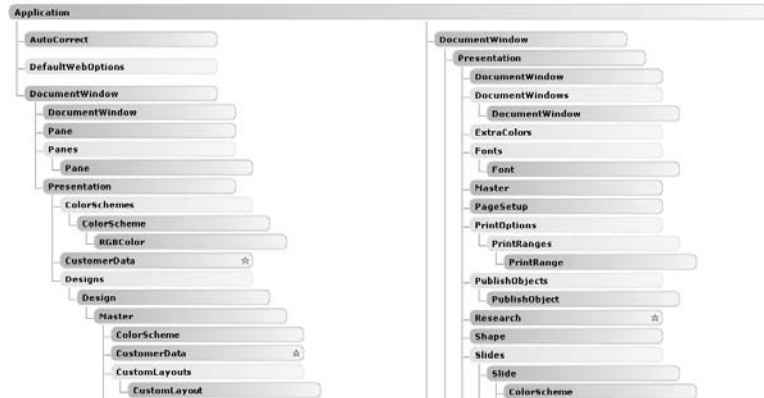 Application
AutoCorrect
DefaultWebOptions
DocumentWindow
DocumentWindow
Pane
Panes
Pane
Presentation
ColorSchemes
ColorScheme
RGBColor
CustomerData
Designs
Design
Master
ColorScheme
CustomerData
CustomLayouts
CustomLayout
DocumentWindow
Presentation
DocumentWindow
DocumentWindows
DocumentWindow
ExtraColors
Fonts
Font
Master
PageSetup
PrintOptions
PrintRanges
PrintRange
PublishObjects
PublishObject
Research
Shape
Slides
Slide
ColorScheme